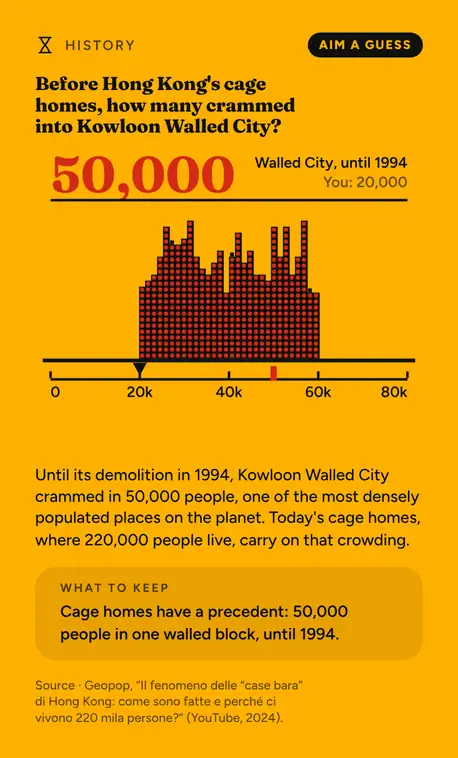 HISTORY
AIM A GUESS
Before Hong Kong's cage
homes, how many crammed
into Kowloon Walled City?
50,000
Walled City, until 1994
You: 20,000
0 20k 40k 60k 80k
Until its demolition in 1994, Kowloon Walled City
crammed in 50,000 people, one of the most densely
populated places on the planet. Today's cage homes,
where 220,000 people live, carry on that crowding.
WHAT TO KEEP
Cage homes have a precedent: 50,000
people in one walled block, until 1994.
Source · Geopop, “Il fenomeno delle “case bara”
di Hong Kong: come sono fatte e perché ci
vivono 220 mila persone?” (YouTube, 2024).